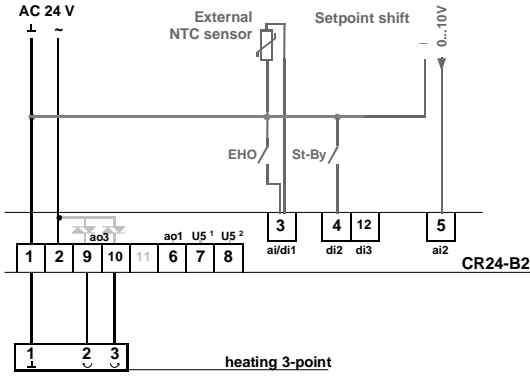 AC 24 V
⊥ ~
External
NTC sensor
Setpoint shift
–
0...10V
EHO
St-By
3 4 12 5
ai/di1 di2 di3 ai2
ao3 ao1 U5 1 U5 2
1 2 9 10 11 6 7 8
CR24-B2
1 2 3
heating 3-point